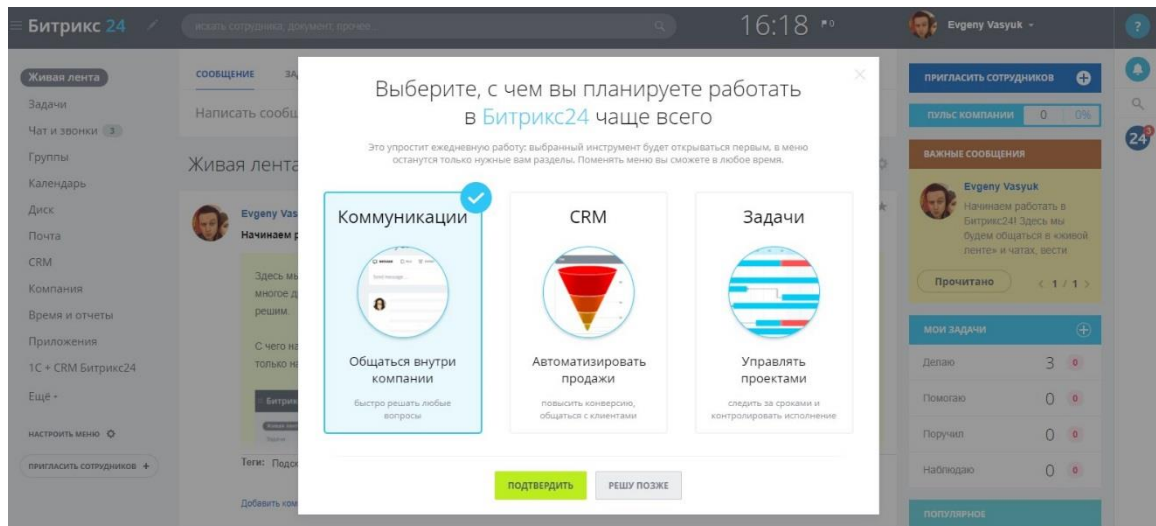 Битрикс 24
искать сотрудника, документ, прочее...
16:18
0
Evgeny Vasyuk
?
Живая лента
Задачи
Чат и звонки 3
Группы
Календарь
Диск
Почта
CRM
Компания
Время и отчеты
Приложения
1С + CRM Битрикс24
Ещё
НАСТРОИТЬ МЕНЮ
ПРИГЛАСИТЬ СОТРУДНИКОВ +
СООБЩЕНИЕ
ЗА
Написать сообщ
Живая лента
Evgeny Vas
Начинаем р
Здесь мы
многое д
решим.
С чего на
только на
Битрик
Теги:
Добавить ком
Выберите, с чем вы планируете работать
в Битрикс24 чаще всего
Это упростит ежедневную работу: выбранный инструмент будет открываться первым, в меню
останутся только нужные вам разделы. Поменять меню вы сможете в любое время.
Коммуникации
Общаться внутри
компании
быстро решать любые
вопросы
CRM
Автоматизировать
продажи
повысить конверсию,
общаться с клиентами
Задачи
Управлять
проектами
следить за сроками и
контролировать исполнение
ПОДТВЕРДИТЬ
РЕШУ ПОЗЖЕ
ПРИГЛАСИТЬ СОТРУДНИКОВ
ПУЛЬС КОМПАНИИ 0 0%
ВАЖНЫЕ СООБЩЕНИЯ
Evgeny Vasyuk
Начинаем работать в
Битрикс24! Здесь мы
будем общаться в «живой
ленте» и чатах, вести
Прочитано
< 1 / 1 >
МОИ ЗАДАЧИ
Делаю 3 0
Помогаю 0 0
Поручил 0 0
Наблюдаю 0 0
ПОПУЛЯРНОЕ
24